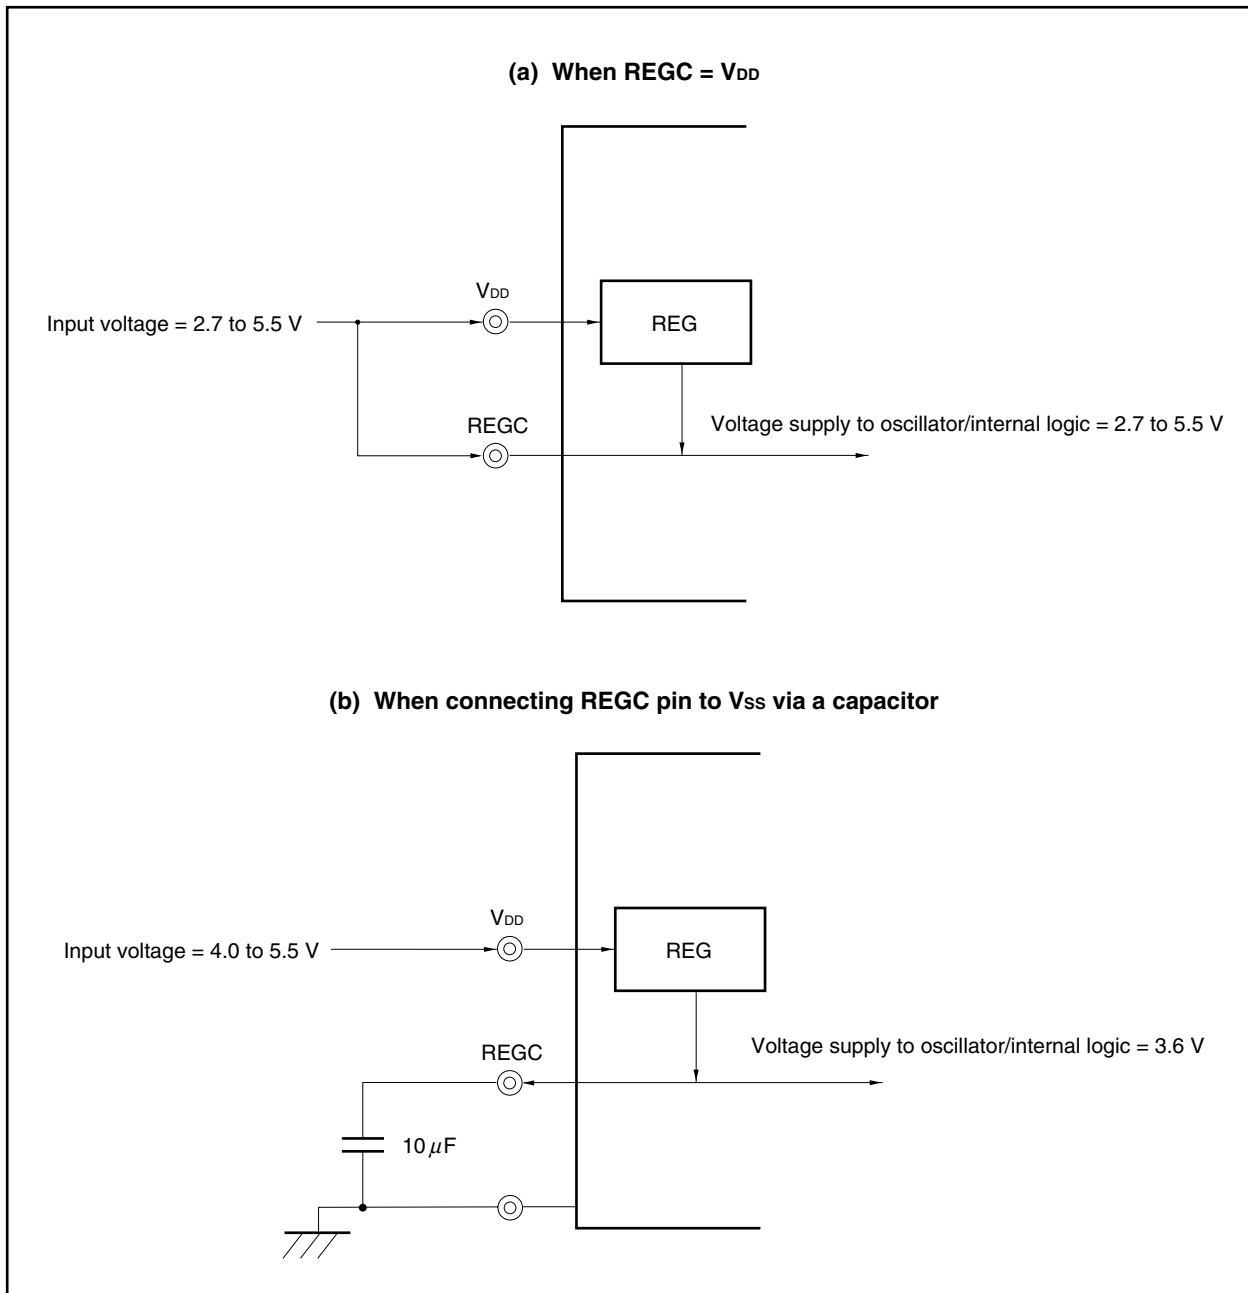 (a) When REGC = VDD
VDD
Input voltage = 2.7 to 5.5 V
REG
REGC
Voltage supply to oscillator/internal logic = 2.7 to 5.5 V
(b) When connecting REGC pin to VSS via a capacitor
VDD
Input voltage = 4.0 to 5.5 V
REG
REGC
Voltage supply to oscillator/internal logic = 3.6 V
10 μF